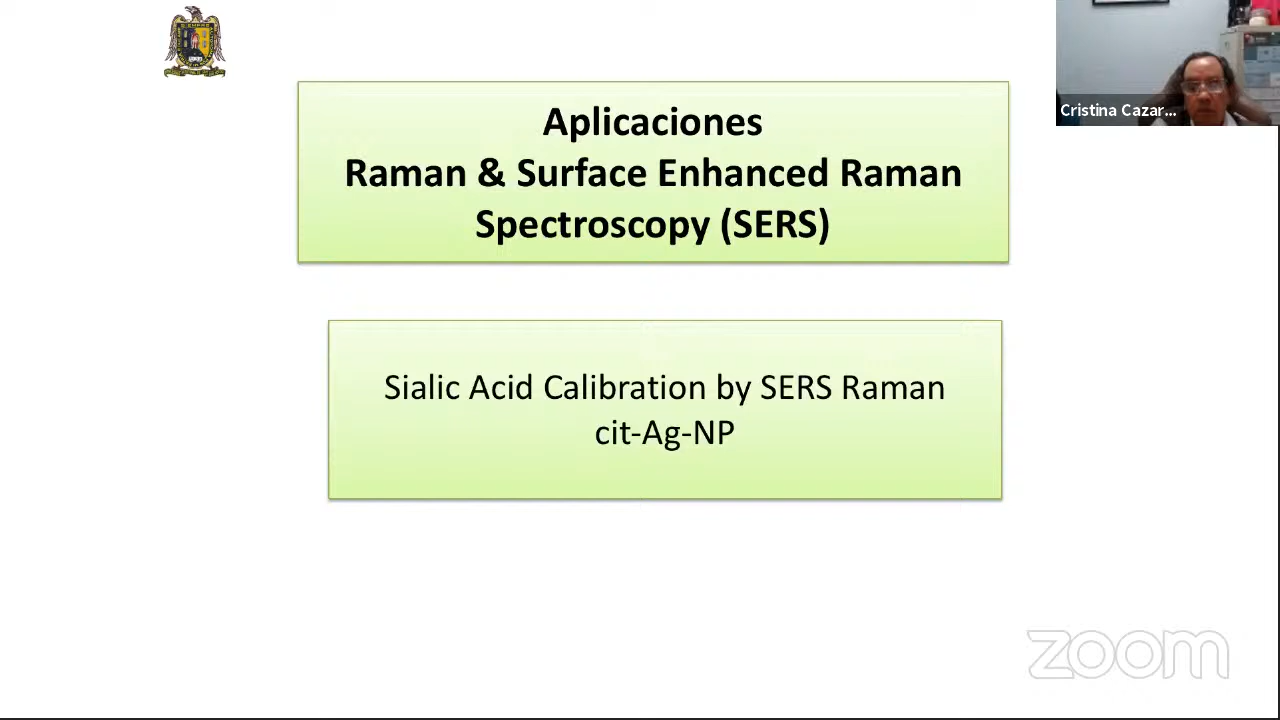 Aplicaciones
Raman & Surface Enhanced Raman
Spectroscopy (SERS)
Cristina Cazar...
Sialic Acid Calibration by SERS Raman
cit-Ag-NP
zoom